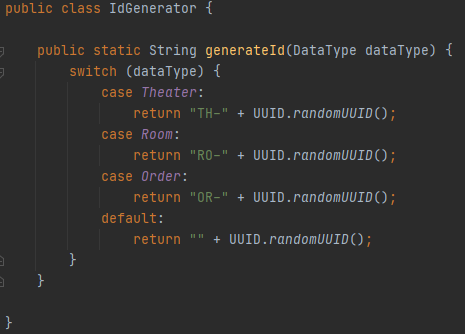 public class IdGenerator {
public static String generateId(DataType dataType) {
switch (dataType) {
case Theater:
return "TH-" + UUID.randomUUID();
case Room:
return "RO-" + UUID.randomUUID();
case Order:
return "OR-" + UUID.randomUUID();
default:
return "" + UUID.randomUUID();
}
}
}